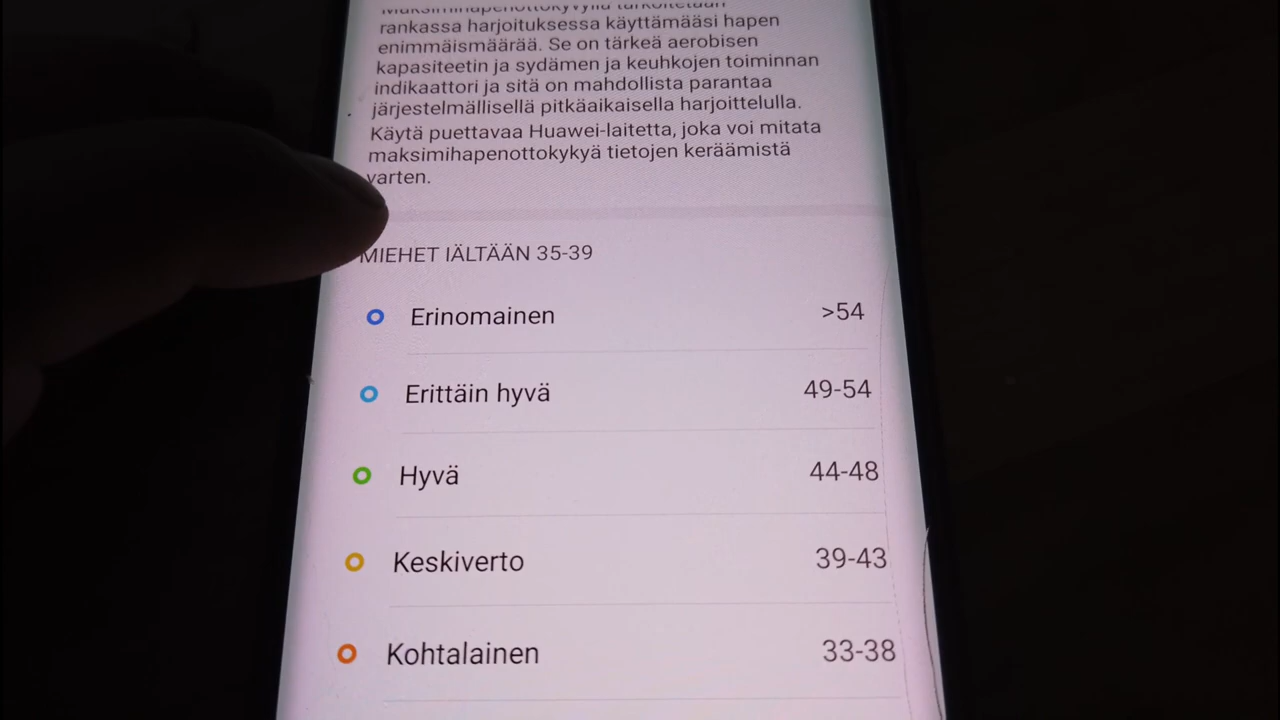 Maksimihapenottokyvyllä tarkoitetaan
rankassa harjoituksessa käyttämääsi hapen
enimmäismäärää. Se on tärkeä aerobisen
kapasiteetin ja sydämen ja keuhkojen toiminnan
indikaattori ja sitä on mahdollista parantaa
järjestelmällisellä pitkäaikaisella harjoittelulla.
Käytä puettavaa Huawei-laitetta, joka voi mitata
maksimihapenottokykyä tietojen keräämistä
varten.
MIEHET IÄLTÄÄN 35-39
Erinomainen >54
Erittäin hyvä 49-54
Hyvä 44-48
Keskiverto 39-43
Kohtalainen 33-38